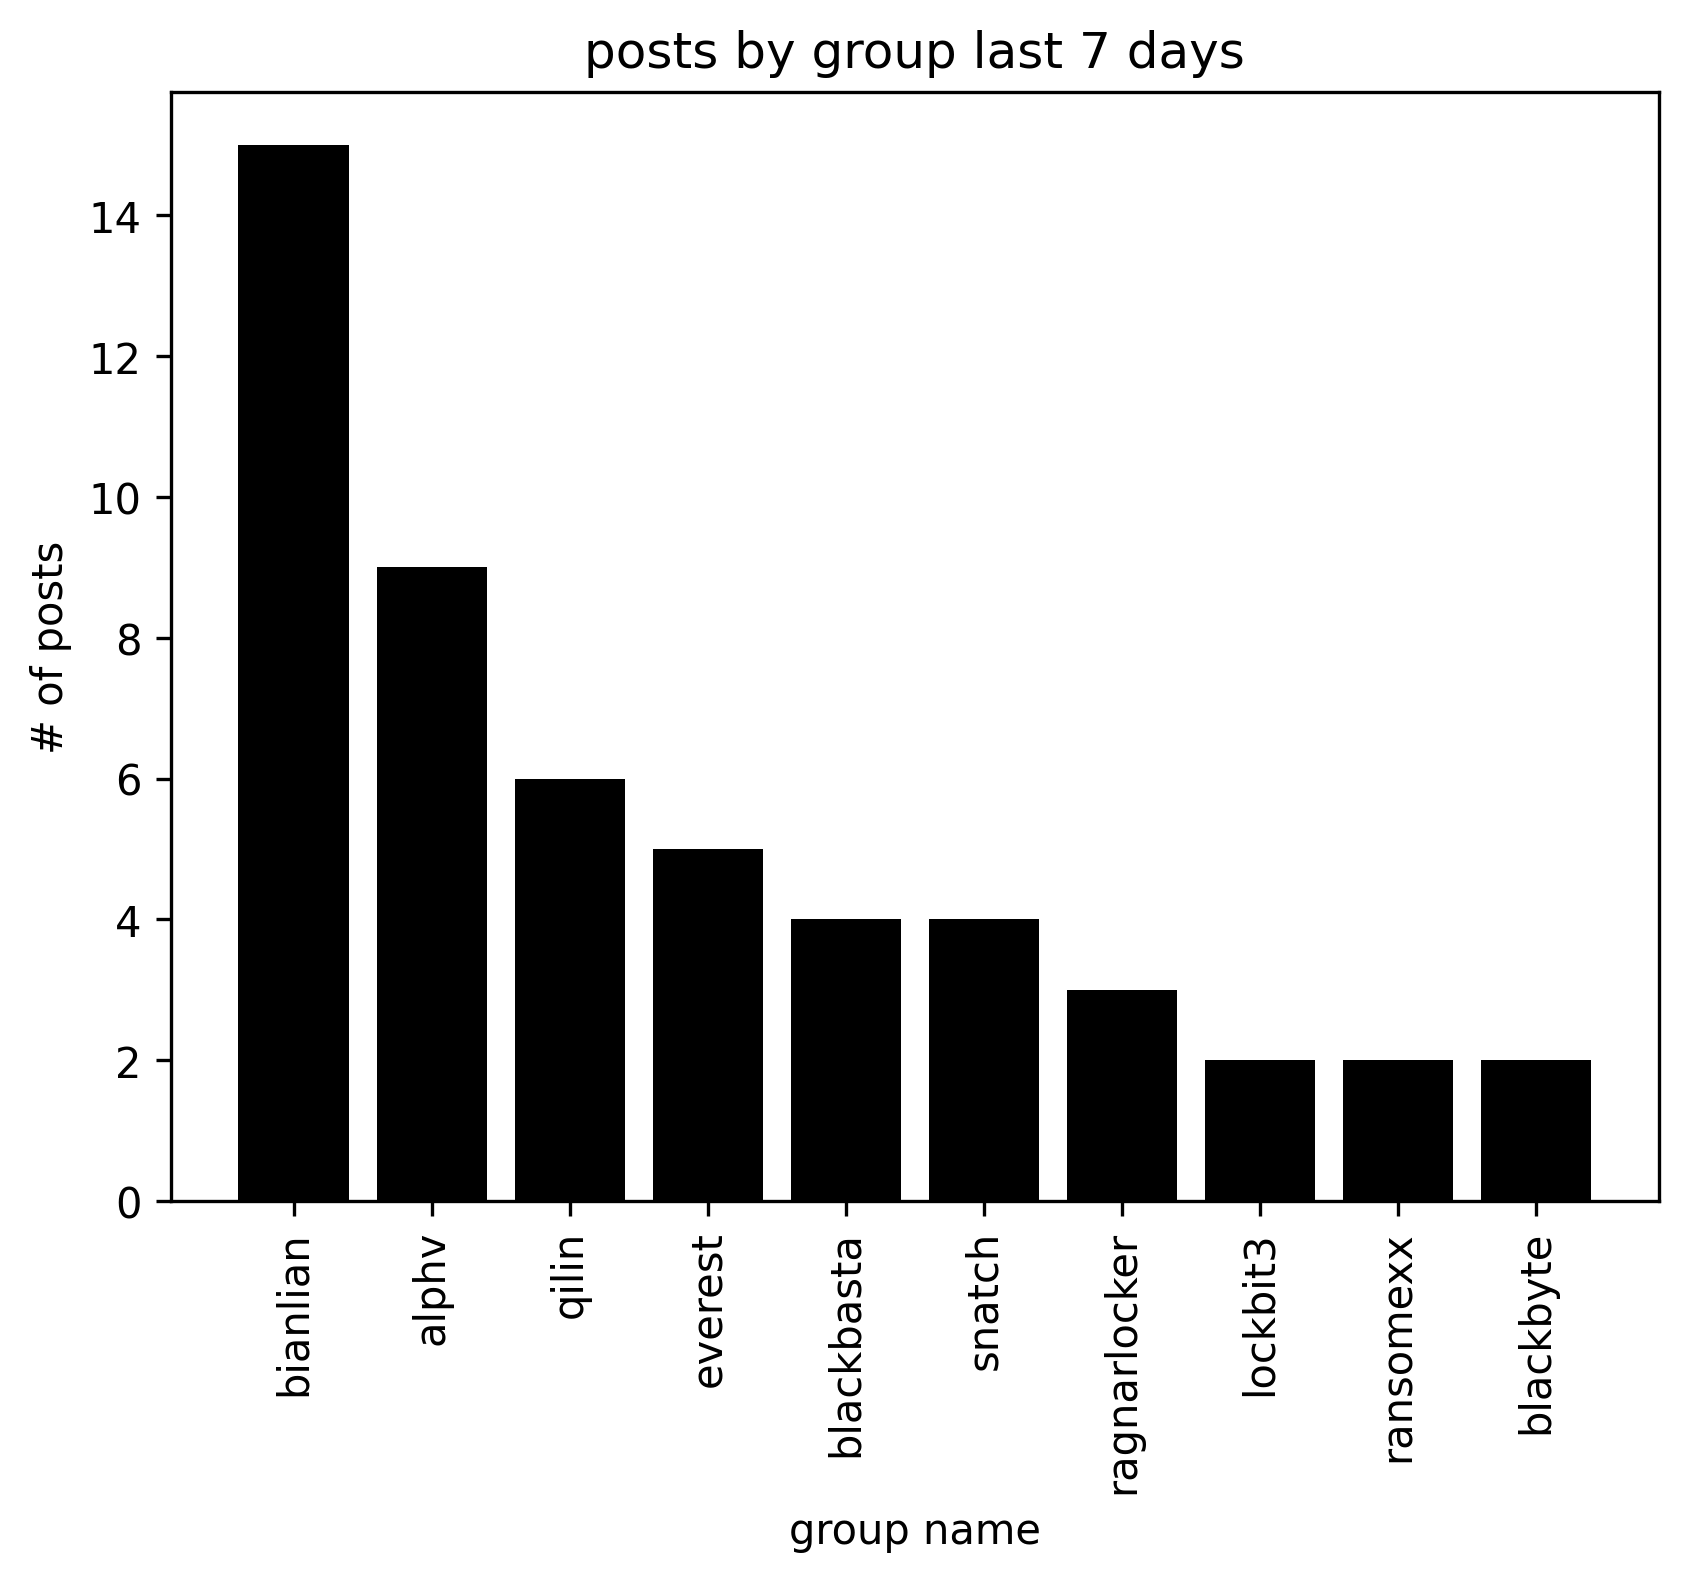 posts by group last 7 days
# of posts
14
12
10
8
6
4
2
0
bianlian
alphv
qilin
everest
blackbasta
snatch
ragnarlocker
lockbit3
ransomexx
blackbyte
group name